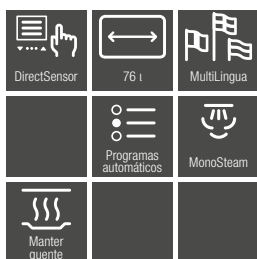 DirectSensor
76 l
MultiLingua
Programas
automáticos
MonoSteam
Manter
quente